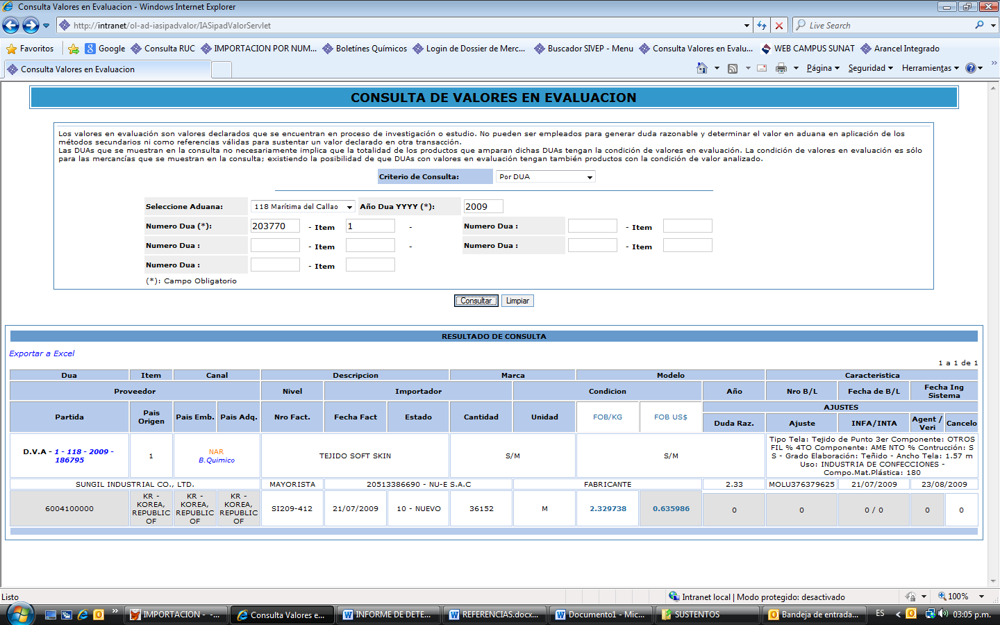 Consulta Valores en Evaluacion - Windows Internet Explorer
http://intranet/ol-ad-iasipadvalor/IASipadValorServlet
Live Search
Favoritos
Google
Consulta RUC
IMPORTACION POR NUM...
Boletínes Químicos
Login de Dossier de Merc...
Buscador SIVEP - Menu
Consulta Valores en Evalu...
WEB CAMPUS SUNAT
Arancel Integrado
Consulta Valores en Evaluacion
Página
Seguridad
Herramientas
CONSULTA DE VALORES EN EVALUACION
Los valores en evaluación son valores declarados que se encuentran en proceso de investigación o estudio. No pueden ser empleados para generar duda razonable y determinar el valor en aduana en aplicación de los
métodos secundarios ni como referencias válidas para sustentar un valor declarado en otra transacción.
Las DUAs que se muestran en la consulta no necesariamente implica que la totalidad de los productos que amparan dichas DUAs tengan la condición de valores en evaluación. La condición de valores en evaluación es sólo
para las mercancías que se muestran en la consulta; existiendo la posibilidad de que DUAs con valores en evaluación tengan también productos con la condición de valor analizado.
Criterio de Consulta: Por DUA
Seleccione Aduana: 118 Marítima del Callao Año Dua YYYY (*): 2009
Numero Dua (*): 203770 - Item 1 - Numero Dua : - Item
Numero Dua : - Item - Numero Dua : - Item
Numero Dua : - Item
(*): Campo Obligatorio
Consultar Limpiar
RESULTADO DE CONSULTA
Exportar a Excel
1 a 1 de 1
Dua Item Canal Descripcion Marca Modelo Caracteristica
Proveedor Nivel Importador Condicion Año Nro B/L Fecha de B/L Fecha Ing Sistema
Partida Pais Origen Pais Emb. Pais Adq. Nro Fact. Fecha Fact Estado Cantidad Unidad FOB/KG FOB US$ AJUSTES
Duda Raz. Ajuste INFA/INTA Agent / Veri Cancelo
D.V.A - 1 - 118 - 2009 -
186795
1
NAR
B.Quimico
TEJIDO SOFT SKIN
S/M
S/M
Tipo Tela: Tejido de Punto 3er Componente: OTROS
FIL % 4TO Componente: AME NTO % Contrucción: S
S - Grado Elaboración: Teñido - Ancho Tela: 1.57 m
Uso: INDUSTRIA DE CONFECCIONES -
Compo.Mat.Plástica: 180
SUNGIL INDUSTRIAL CO., LTD. MAYORISTA 20513386690 - NU-E S.A.C FABRICANTE 2.33 MOLU376379625 21/07/2009 23/08/2009
6004100000
KR -
KOREA,
REPUBLIC
OF
KR -
KOREA,
REPUBLIC
OF
KR -
KOREA,
REPUBLIC
OF
SI209-412 21/07/2009 10 - NUEVO 36152 M 2.329738 0.635986 0 0 0 / 0 0 0
Listo
Intranet local | Modo protegido: desactivado
100%
IMPORTACION - -...
Consulta Valores e...
INFORME DE DETE...
REFERENCIAS.docx...
Documento1 - Mic...
SUSTENTOS
Bandeja de entrada...
ES
03:05 p.m.